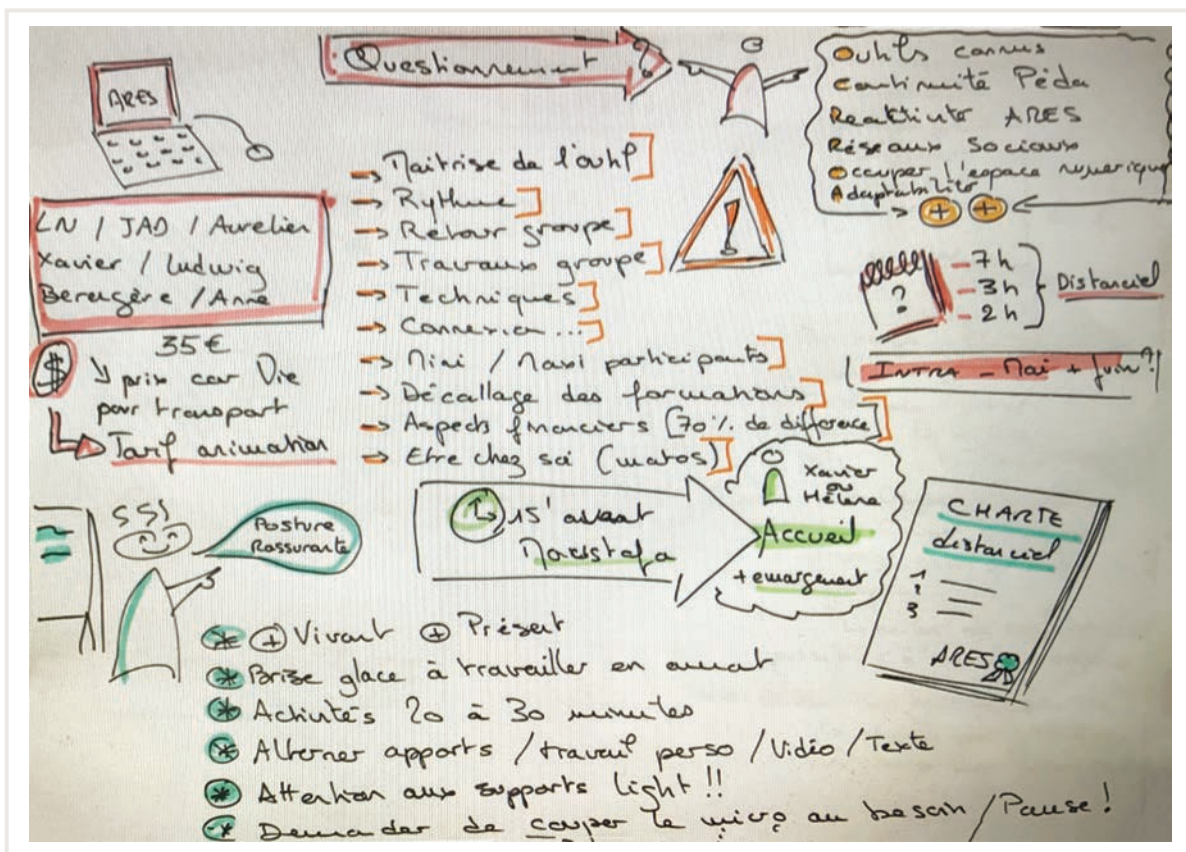 Questionnement ?
ARES
LN / JAD / Aurelien
Xavier / Ludwig
Berengère / Anne
35€
$ ↘ prix car Vie
pour transport
Tarif animation
→ Maitrise de l'outil]
→ Rythme]
→ Retour groupe]
→ Travaux groupe]
→ Techniques]
→ Connexion...]
→ Mini / Maxi participants]
→ Décallage des formations]
→ Aspects financiers (70% de différence)]
→ Etre chez soi (matos)]
!
Outils connus
Continuité Péda
Reactivité ARES
Réseaux Sociaux
Occuper l'espace numerique
Adaptabilité
+ +
?
- 7h
- 3h
- 2h
Distanciel
INTRA - Mai + Juin?
Posture
Rassurante
15' avant
Xavier
ou
Hélène
Accueil
+ emargement
CHARTE
distanciel
1
2
3
ARES
* + Vivant + Présent
* Brise glace à travailler en amont
* Activités 20 à 30 minutes
* Alterner apports / travail perso / Vidéo / Texte
* Attention aux supports light !!
* Demander de couper le micro au besoin / Pause !